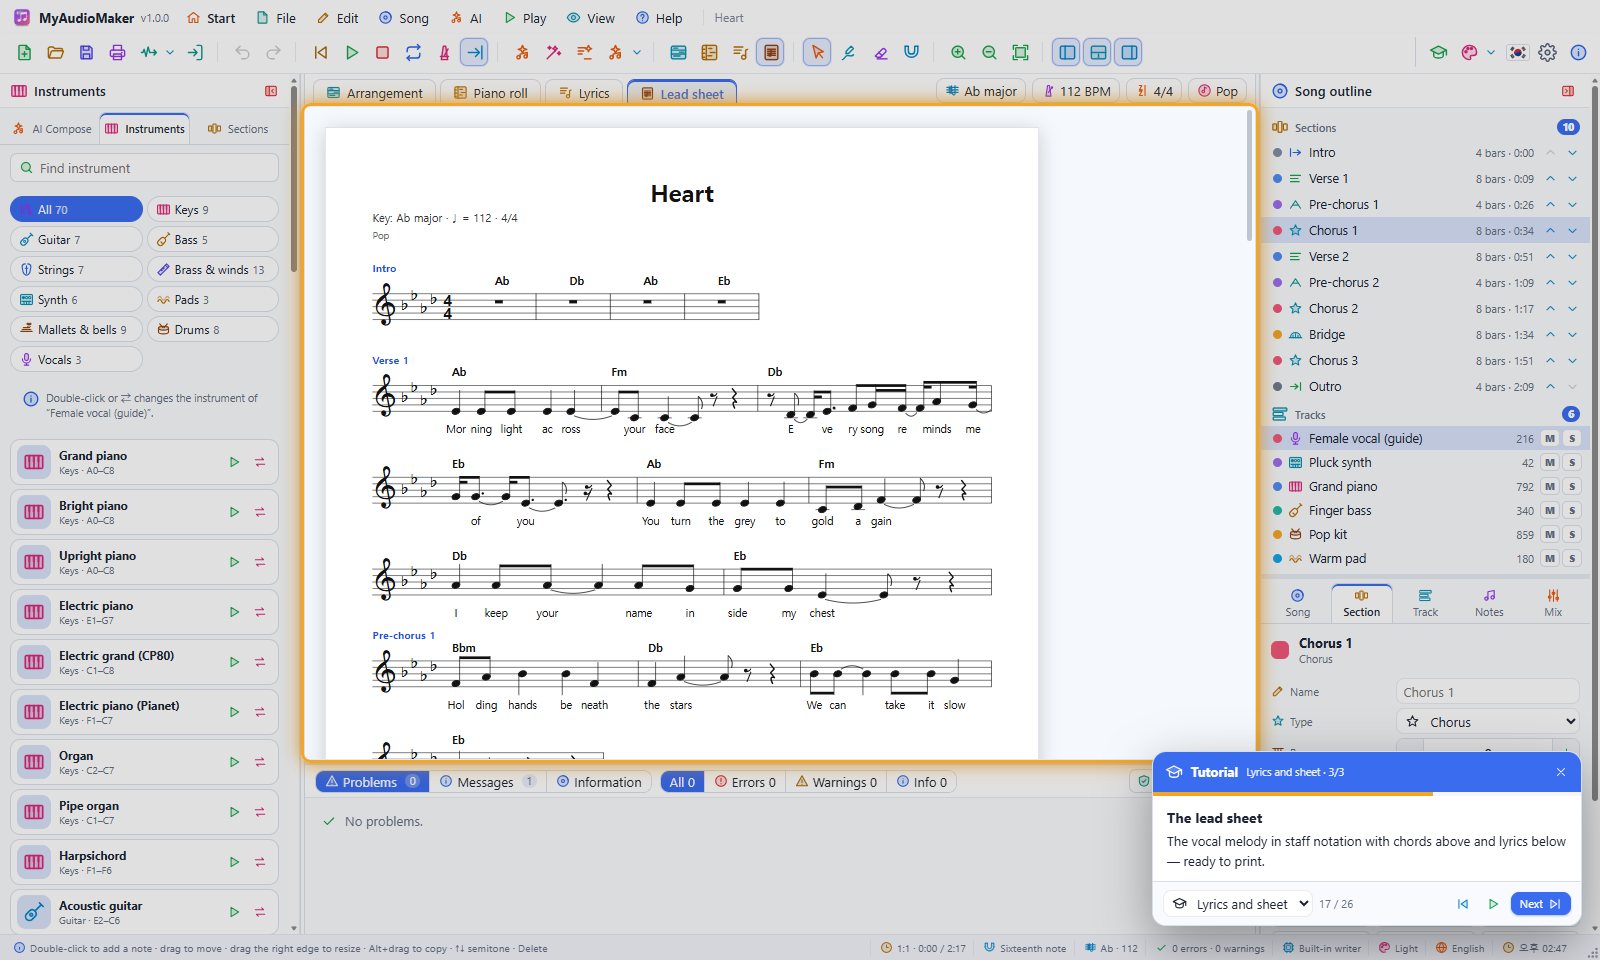 MyAudioMaker v1.0.0 Start File Edit Song AI Play View Help Heart
Instruments
AI Compose Instruments Sections
Find instrument
All 70 Keys 9
Guitar 7 Bass 5
Strings 7 Brass & winds 13
Synth 6 Pads 3
Mallets & bells 9 Drums 8
Vocals 3
Double-click or ⇄ changes the instrument of
"Female vocal (guide)".
Grand piano
Keys · A0–C8
Bright piano
Keys · A0–C8
Upright piano
Keys · A0–C8
Electric piano
Keys · E1–G7
Electric grand (CP80)
Keys · C1–C8
Electric piano (Pianet)
Keys · F1–C7
Organ
Keys · C2–C7
Pipe organ
Keys · C1–C7
Harpsichord
Keys · F1–F6
Acoustic guitar
Guitar · E2–C6
Arrangement Piano roll Lyrics Lead sheet Ab major 112 BPM 4/4 Pop
Heart
Key: Ab major · ♩ = 112 · 4/4
Pop
Intro
Ab Db Ab Eb
4
4
Verse 1
Ab Fm Db
Mor ning light ac ross your face E ve ry song re minds me
Eb Ab Fm
of you You turn the grey to gold a gain
Db Eb
I keep your name in side my chest
Pre-chorus 1
Bbm Db Eb
Hol ding hands be neath the stars We can take it slow
Eb
Problems 0 Messages 1 Information All 0 Errors 0 Warnings 0 Info 0
No problems.
Song outline
Sections 10
Intro 4 bars · 0:00
Verse 1 8 bars · 0:09
Pre-chorus 1 4 bars · 0:26
Chorus 1 8 bars · 0:34
Verse 2 8 bars · 0:51
Pre-chorus 2 4 bars · 1:09
Chorus 2 8 bars · 1:17
Bridge 8 bars · 1:34
Chorus 3 8 bars · 1:51
Outro 4 bars · 2:09
Tracks 6
Female vocal (guide) 216 M S
Pluck synth 42 M S
Grand piano 792 M S
Finger bass 340 M S
Pop kit 859 M S
Warm pad 180 M S
Song Section Track Notes Mix
Chorus 1
Chorus
Name Chorus 1
Type Chorus
Tutorial Lyrics and sheet · 3/3
The lead sheet
The vocal melody in staff notation with chords above and lyrics below
— ready to print.
Lyrics and sheet 17 / 26 Next
Double-click to add a note · drag to move · drag the right edge to resize · Alt+drag to copy · ↑↓ semitone · Delete
1:1 · 0:00 / 2:17 Sixteenth note Ab · 112 0 errors · 0 warnings Built-in writer Light English 오후 02:47